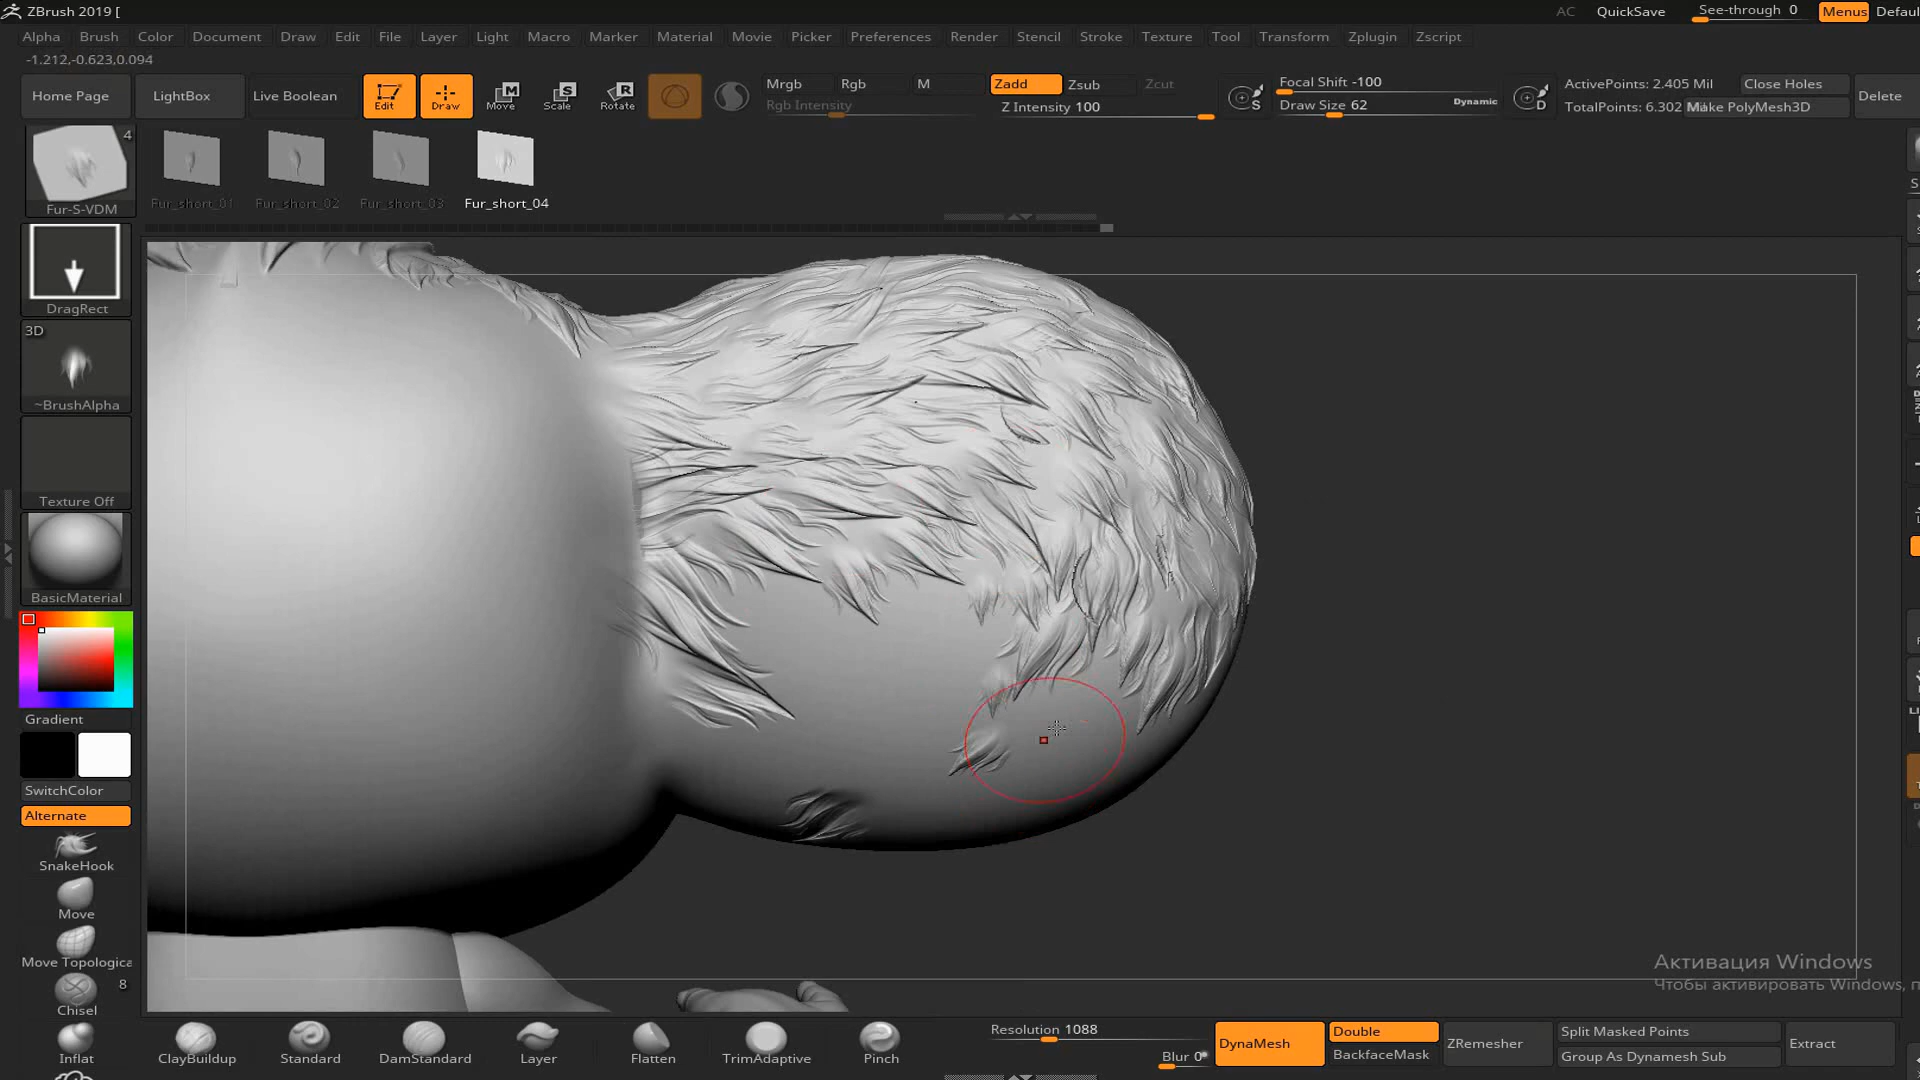 ZBrush 2019 [
AC QuickSave See-through 0 Menus Defaul
Alpha Brush Color Document Draw Edit File Layer Light Macro Marker Material Movie Picker Preferences Render Stencil Stroke Texture Tool Transform Zplugin Zscript
-1.212,-0.623,0.094
Home Page LightBox Live Boolean Edit Draw Move Scale Rotate
Mrgb Rgb M Zadd Zsub Zcut
Rgb Intensity Z Intensity 100
Focal Shift -100
Draw Size 62 Dynamic
ActivePoints: 2.405 Mil Close Holes
TotalPoints: 6.302 Make PolyMesh3D
Delete
4
Fur-S-VDM Fur_short_01 Fur_short_02 Fur_short_03 Fur_short_04
DragRect
3D
~BrushAlpha
Texture Off
BasicMaterial
Gradient
SwitchColor
Alternate
SnakeHook
Move
Move Topologica
8
Chisel
Inflat
Активация Windows
Чтобы активировать Windows, п
ClayBuildup Standard DamStandard Layer Flatten TrimAdaptive Pinch
Resolution 1088
Blur 0
DynaMesh
Double
BackfaceMask
ZRemesher
Split Masked Points
Group As Dynamesh Sub
Extract